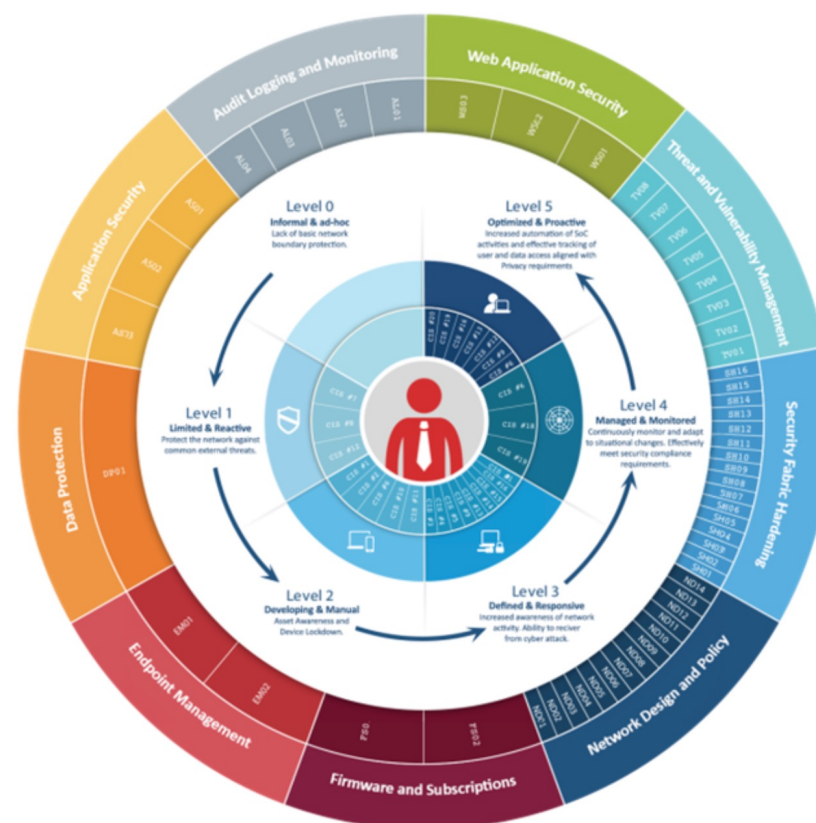 Audit Logging and Monitoring
AL04
AL03
AL02
AL01
Web Application Security
WS03
WS02
WS01
Threat and Vulnerability Management
TV08
TV07
TV06
TV05
TV04
TV03
TV02
TV01
Security Fabric Hardening
SH16
SH15
SH14
SH13
SH12
SH11
SH10
SH09
SH08
SH07
SH06
SH05
SH04
SH03
SH02
SH01
Network Design and Policy
ND14
ND13
ND12
ND11
ND10
ND09
ND08
ND07
ND06
ND05
ND04
ND03
ND02
ND01
Firmware and Subscriptions
FS02
FS0
Endpoint Management
EM02
EM01
Data Protection
DP01
Application Security
AS03
AS02
AS01
Level 0
Informal & ad-hoc
Lack of basic network
boundary protection.
Level 1
Limited & Reactive
Protect the network against
common external threats.
Level 2
Developing & Manual
Asset Awareness and
Device Lockdown.
Level 3
Defined & Responsive
Increased awareness of network
activity. Ability to reciver
from cyber attack.
Level 4
Managed & Monitored
Continuously monitor and adapt
to situational changes. Effectively
meet security compliance
requirements.
Level 5
Optimized & Proactive
Increased automation of SoC
activities and effective tracking of
user and data access aligned with
Privacy requirments
CIS #6
CIS #18
CIS #19